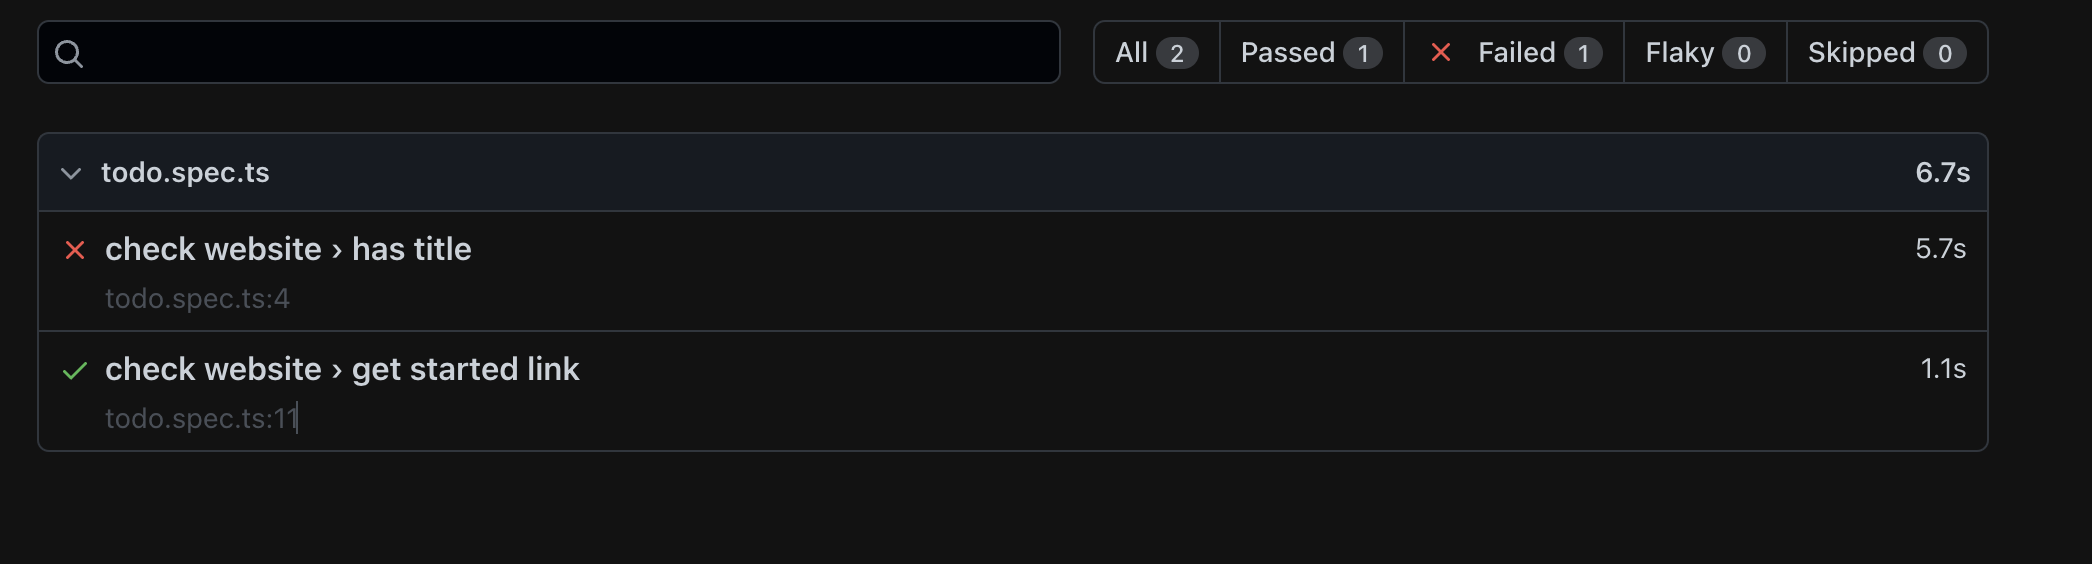 All 2 Passed 1 Failed 1 Flaky 0 Skipped 0
todo.spec.ts 6.7s
check website › has title 5.7s
todo.spec.ts:4
check website › get started link 1.1s
todo.spec.ts:11